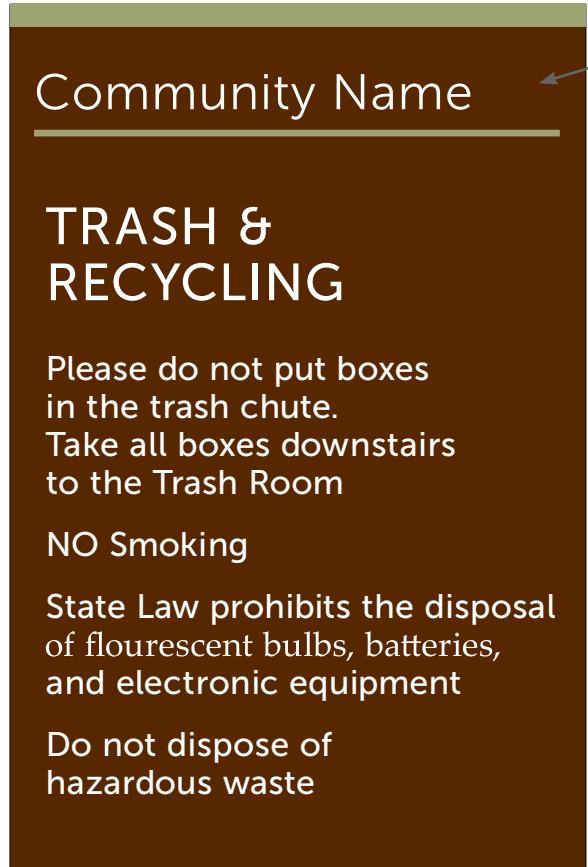 Community Name
TRASH &
RECYCLING
Please do not put boxes
in the trash chute.
Take all boxes downstairs
to the Trash Room
NO Smoking
State Law prohibits the disposal
of flourescent bulbs, batteries,
and electronic equipment
Do not dispose of
hazardous waste